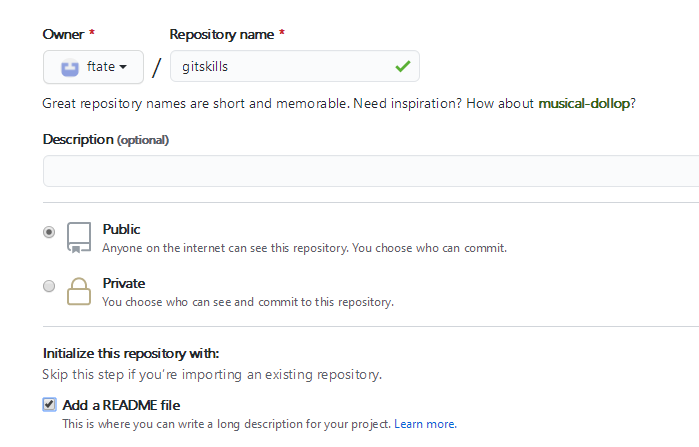 Owner * Repository name *
ftate / gitskills
Great repository names are short and memorable. Need inspiration? How about musical-dollop?
Description (optional)
Public
Anyone on the internet can see this repository. You choose who can commit.
Private
You choose who can see and commit to this repository.
Initialize this repository with:
Skip this step if you're importing an existing repository.
Add a README file
This is where you can write a long description for your project. Learn more.